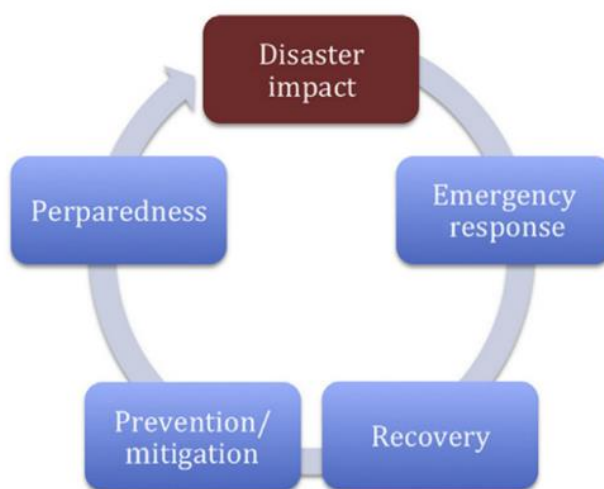 Disaster
impact
Emergency
response
Recovery
Prevention/
mitigation
Perparedness